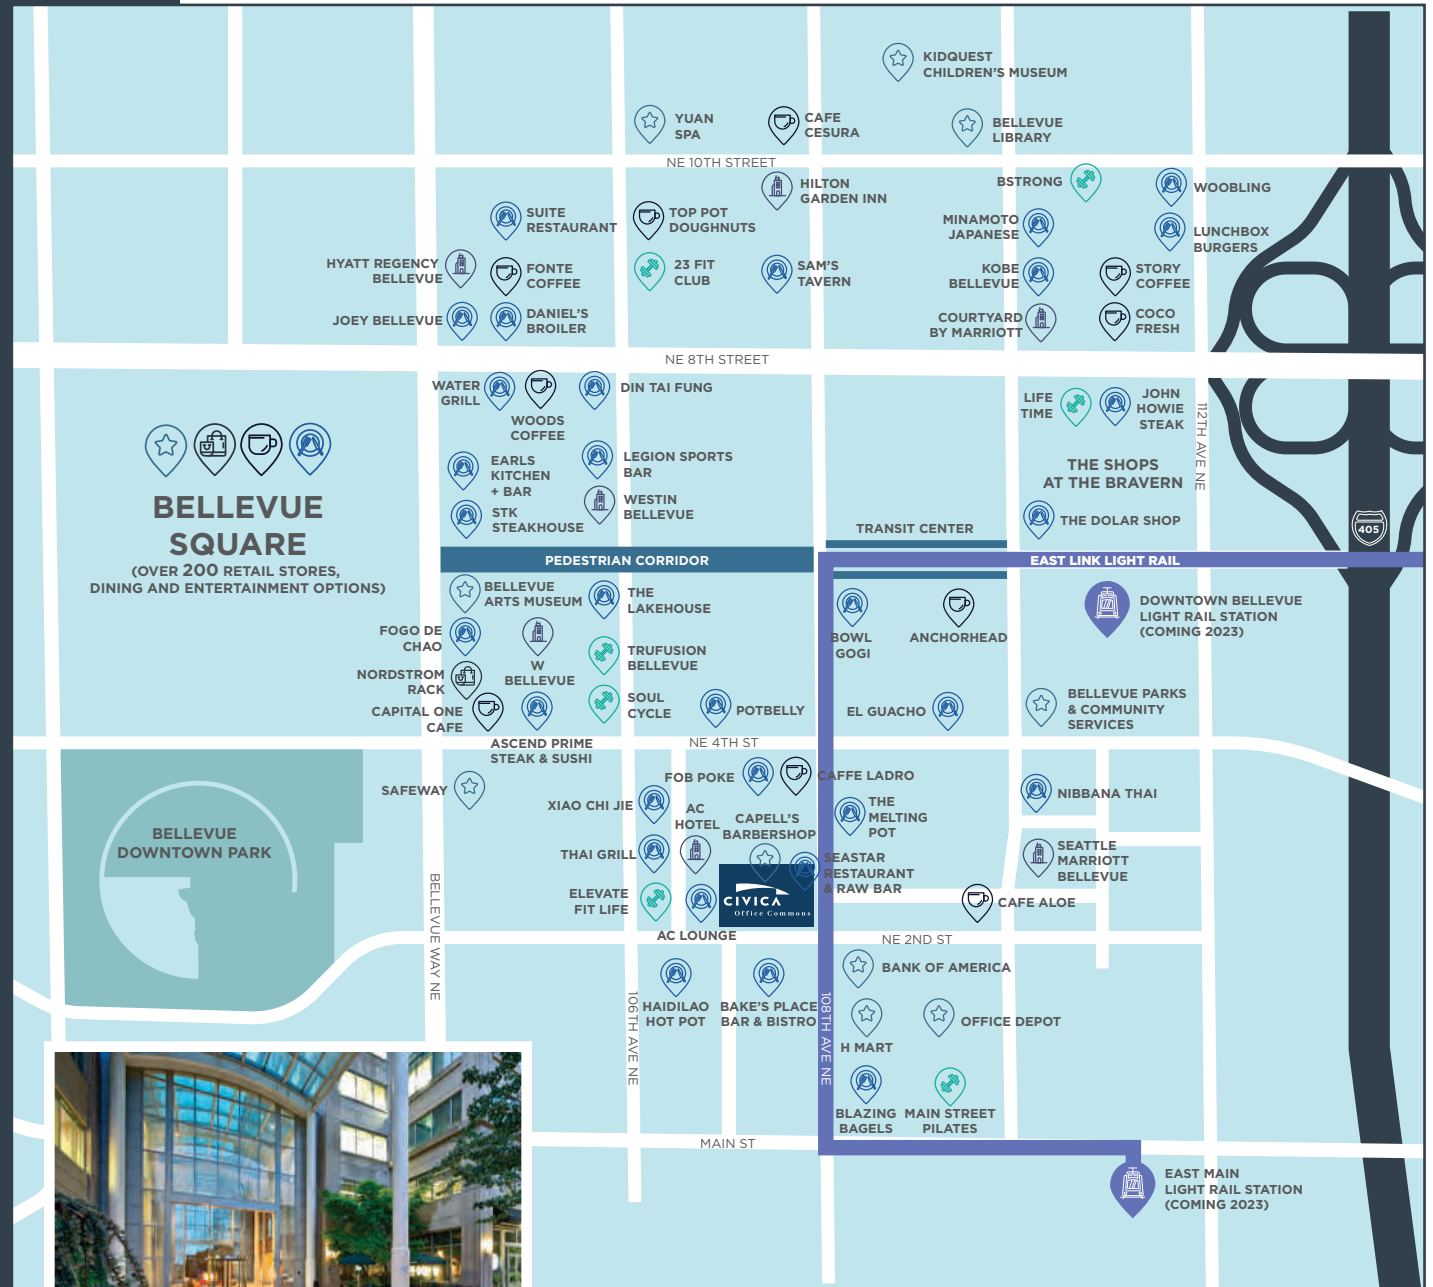 KIDQUEST
CHILDREN'S MUSEUM
YUAN
SPA
CAFE
CESURA
BELLEVUE
LIBRARY
NE 10TH STREET
HILTON
GARDEN INN
BSTRONG
WOOBLING
SUITE
RESTAURANT
TOP POT
DOUGHNUTS
MINAMOTO
JAPANESE
LUNCHBOX
BURGERS
HYATT REGENCY
BELLEVUE
FONTE
COFFEE
23 FIT
CLUB
SAM'S
TAVERN
KOBE
BELLEVUE
STORY
COFFEE
JOEY BELLEVUE
DANIEL'S
BROILER
COURTYARD
BY MARRIOTT
COCO
FRESH
NE 8TH STREET
WATER
GRILL
WOODS
COFFEE
DIN TAI FUNG
LIFE
TIME
JOHN
HOWIE
STEAK
112TH AVE NE
EARLS
KITCHEN
+ BAR
LEGION SPORTS
BAR
THE SHOPS
AT THE BRAVERN
BELLEVUE
SQUARE
(OVER 200 RETAIL STORES,
DINING AND ENTERTAINMENT OPTIONS)
STK
STEAKHOUSE
WESTIN
BELLEVUE
THE DOLAR SHOP
TRANSIT CENTER
405
PEDESTRIAN CORRIDOR
EAST LINK LIGHT RAIL
BELLEVUE
ARTS MUSEUM
THE
LAKEHOUSE
BOWL
GOGI
ANCHORHEAD
DOWNTOWN BELLEVUE
LIGHT RAIL STATION
(COMING 2023)
FOGO DE
CHAO
W
BELLEVUE
TRUFUSION
BELLEVUE
NORDSTROM
RACK
CAPITAL ONE
CAFE
SOUL
CYCLE
POTBELLY
EL GUACHO
BELLEVUE PARKS
& COMMUNITY
SERVICES
ASCEND PRIME
STEAK & SUSHI
NE 4TH ST
SAFEWAY
FOB POKE
CAFFE LADRO
XIAO CHI JIE
AC
HOTEL
CAPELL'S
BARBERSHOP
THE
MELTING
POT
NIBBANA THAI
BELLEVUE
DOWNTOWN PARK
THAI GRILL
SEASTAR
RESTAURANT
& RAW BAR
SEATTLE
MARRIOTT
BELLEVUE
ELEVATE
FIT LIFE
CIVICA
Office Commons
CAFE ALOE
BELLEVUE WAY NE
AC LOUNGE
NE 2ND ST
BANK OF AMERICA
106TH AVE NE
HAIDILAO
HOT POT
BAKE'S PLACE
BAR & BISTRO
108TH AVE NE
H MART
OFFICE DEPOT
BLAZING
BAGELS
MAIN STREET
PILATES
MAIN ST
EAST MAIN
LIGHT RAIL STATION
(COMING 2023)